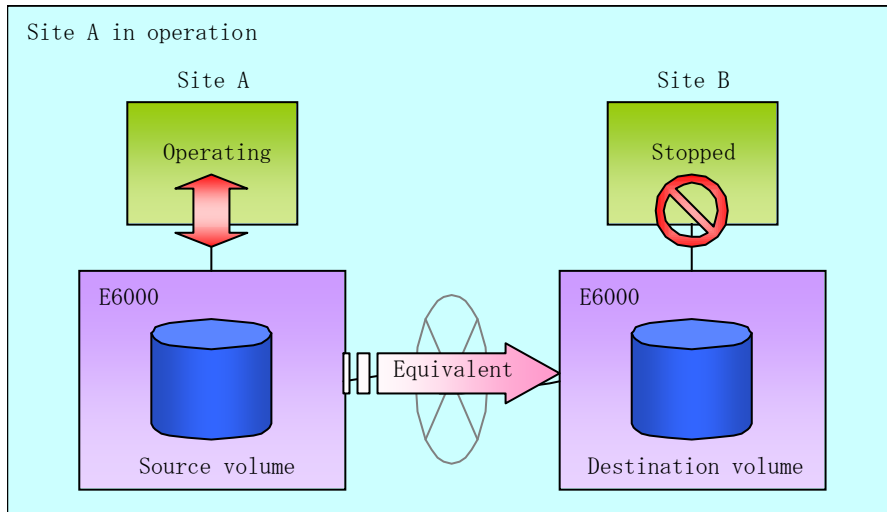 Site A in operation
Site A
Site B
Operating
Stopped
E6000
E6000
Equivalent
Source volume
Destination volume